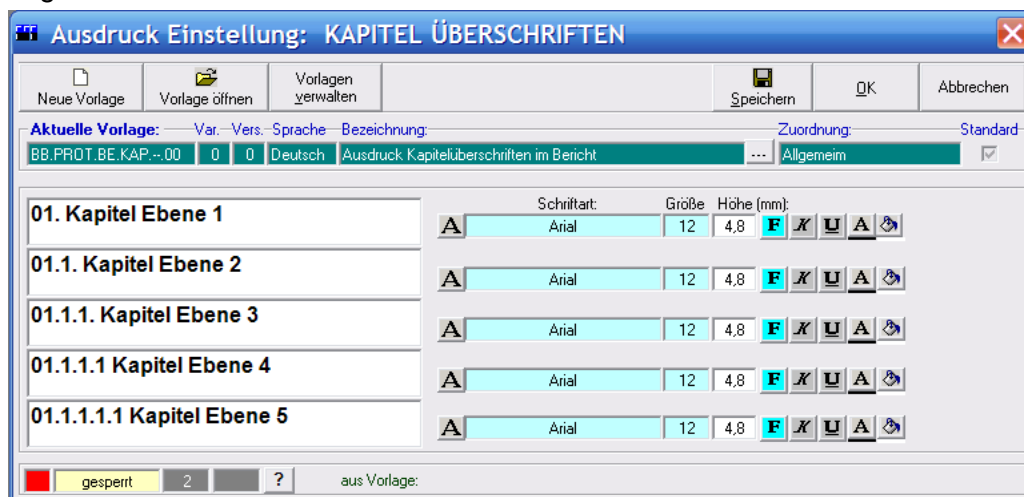 Ausdruck Einstellung: KAPITEL ÜBERSCHRIFTEN
Neue Vorlage Vorlage öffnen Vorlagen verwalten Speichern OK Abbrechen
Aktuelle Vorlage: Var. Vers. Sprache Bezeichnung: Zuordnung: Standard
BB.PROT.BE.KAP.--.00 0 0 Deutsch Ausdruck Kapitelüberschriften im Bericht ... Allgemeim
Schriftart: Größe Höhe (mm):
01. Kapitel Ebene 1 A Arial 12 4,8 F K U A
01.1. Kapitel Ebene 2 A Arial 12 4,8 F K U A
01.1.1. Kapitel Ebene 3 A Arial 12 4,8 F K U A
01.1.1.1 Kapitel Ebene 4 A Arial 12 4,8 F K U A
01.1.1.1.1 Kapitel Ebene 5 A Arial 12 4,8 F K U A
gesperrt 2 ? aus Vorlage: